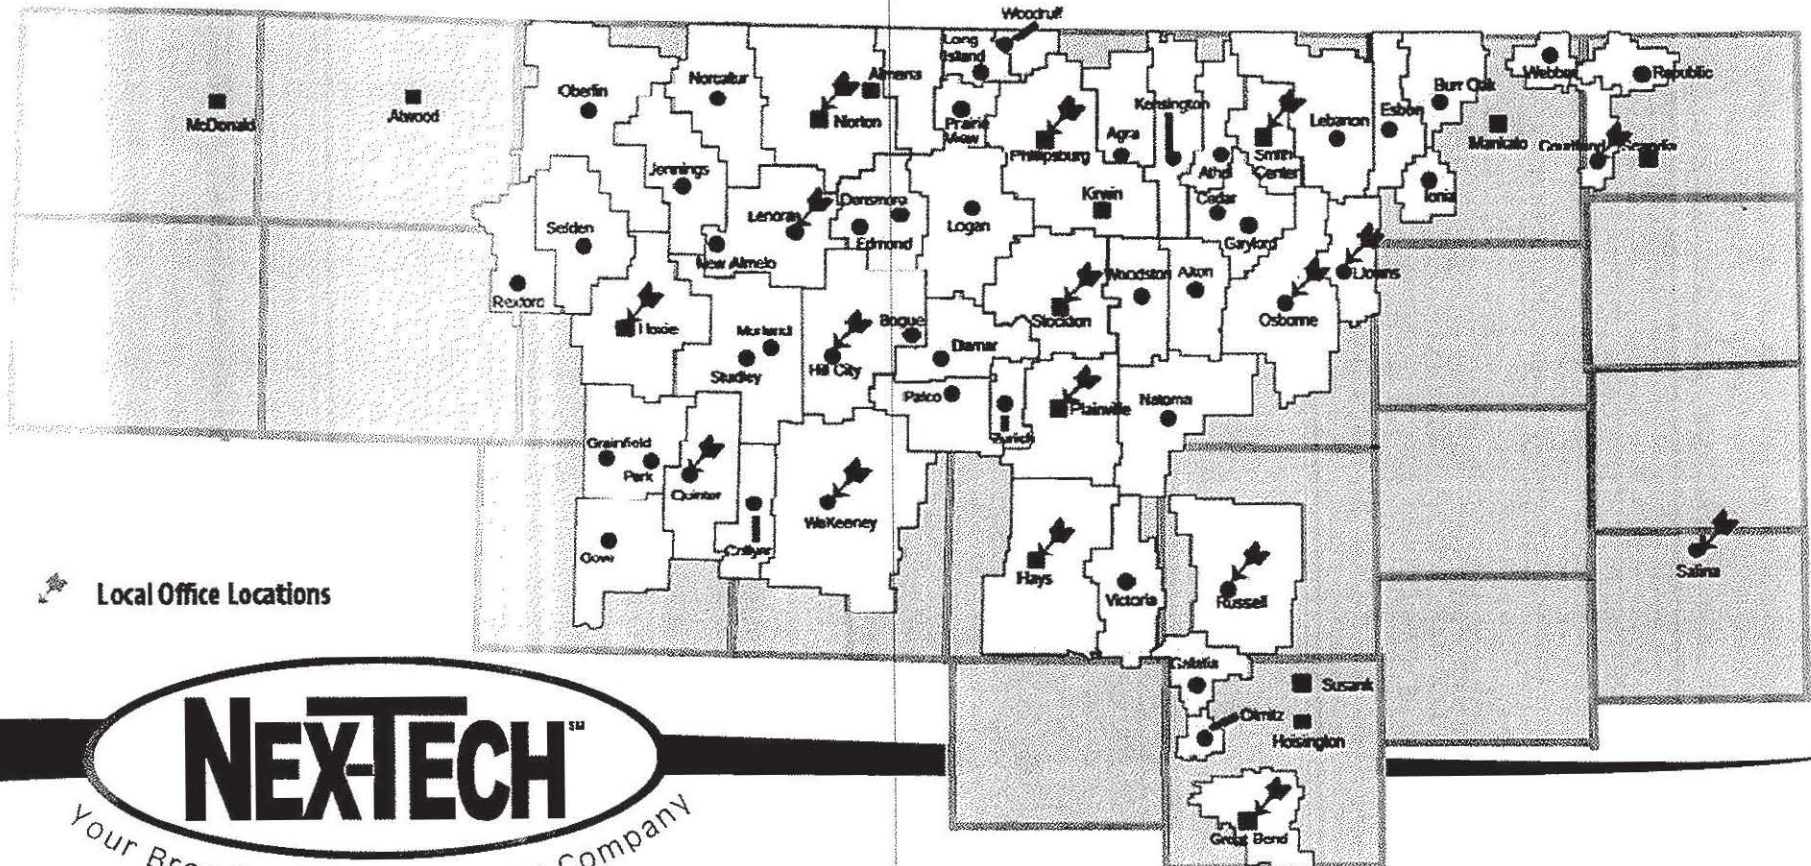 Woodruff
Long Island
Almena
Norcatur
Oberlin
McDonald
Atwood
Norton
Prairie View
Phillipsburg
Agra
Kensington
Athol
Smith Center
Lebanon
Esbon
Burr Oak
Mankato
Webber
Republic
Courtland
Scandia
Ionia
Jennings
Lenora
Densmore
Edmond
Logan
Kirwin
Cedar
Gaylord
Selden
New Almelo
Rexford
Hoxie
Morland
Studley
Hill City
Bogue
Damar
Stockton
Woodston
Alton
Osborne
Downs
Palco
Zurich
Plainville
Natoma
Grainfield
Park
Quinter
Collyer
WaKeeney
Gove
Hays
Victoria
Russell
Salina
Galatia
Susank
Olmitz
Hoisington
Great Bend
Local Office Locations
NEX-TECH℠
Your Company